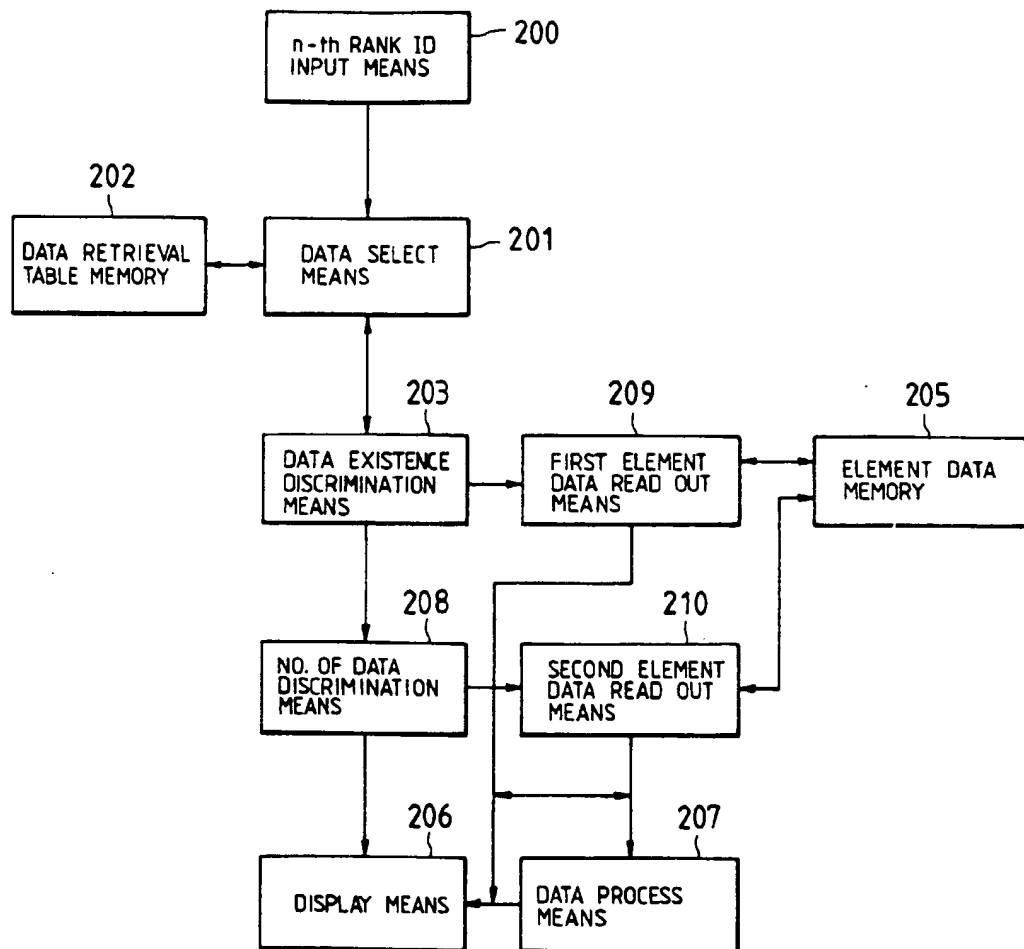 n-th RANK ID
INPUT MEANS
200
202
DATA RETRIEVAL
TABLE MEMORY
DATA SELECT
MEANS
201
203
209
205
DATA EXISTENCE
DISCRIMINATION
MEANS
FIRST ELEMENT
DATA READ OUT
MEANS
ELEMENT DATA
MEMORY
208
210
NO. OF DATA
DISCRIMINATION
MEANS
SECOND ELEMENT
DATA READ OUT
MEANS
206
207
DISPLAY MEANS
DATA PROCESS
MEANS